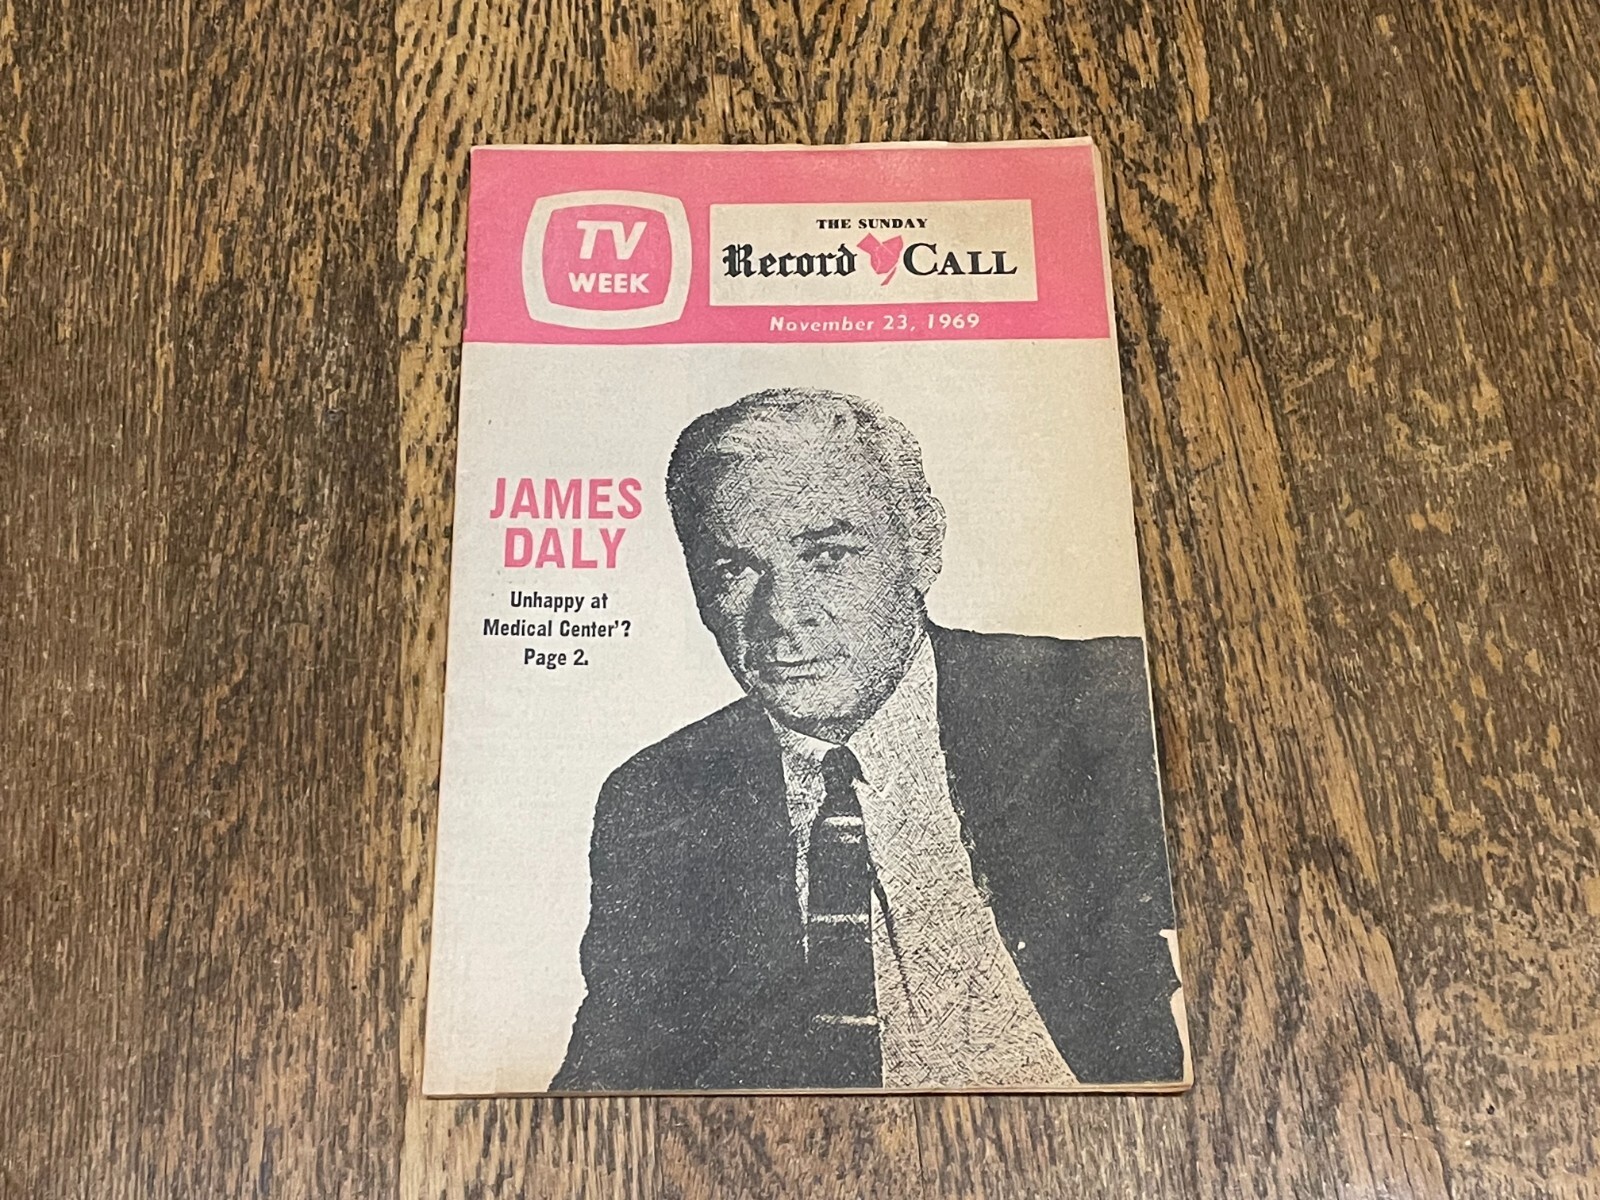 TV
WEEK
THE SUNDAY
Record CALL
November 23, 1969
JAMES
DALY
Unhappy at
Medical Center'?
Page 2.